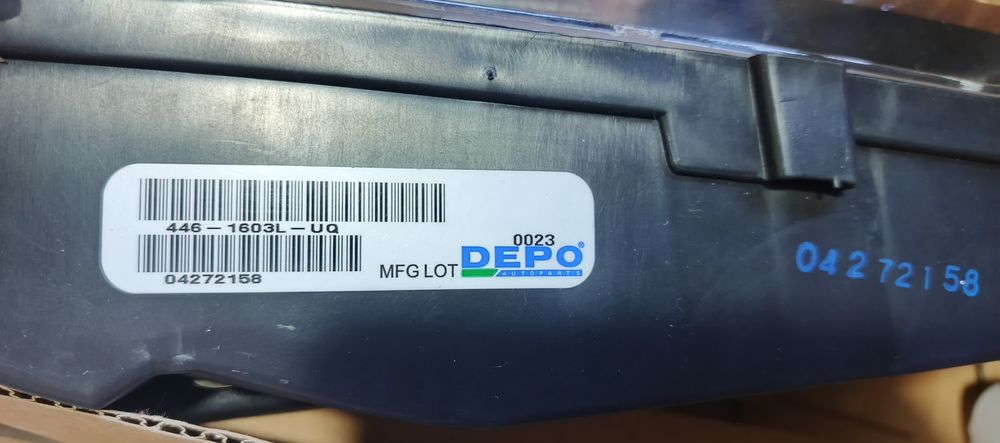 446-1603L-UQ
04272158
MFG LOT
0023
DEPO®
AUTOPARTS
04272158